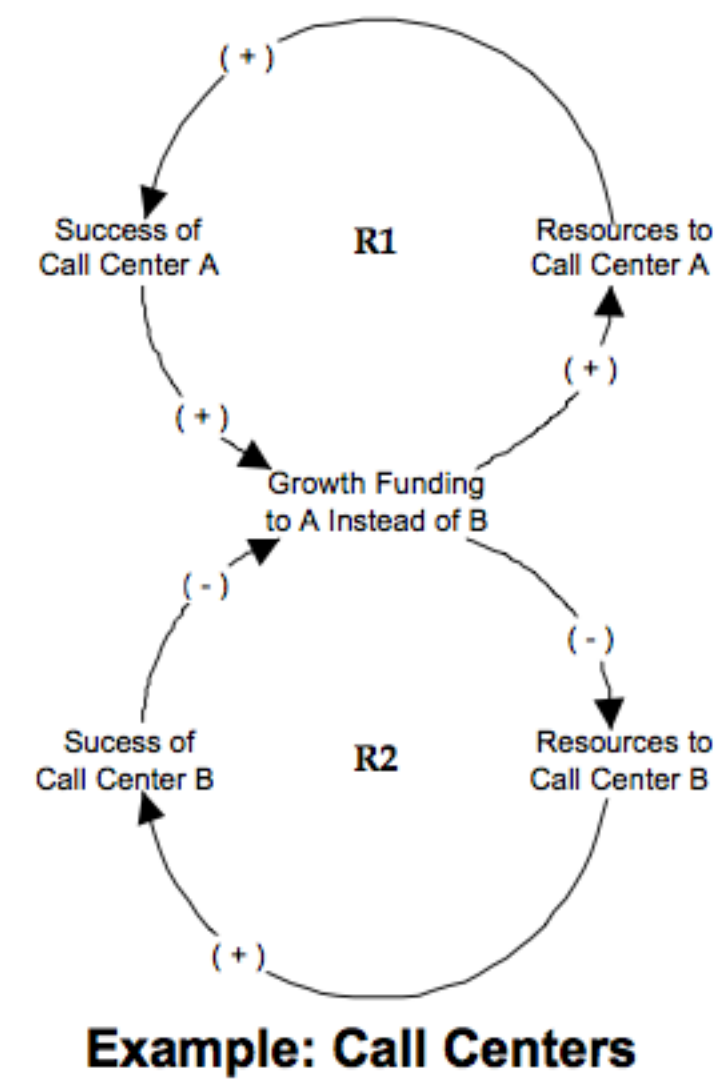 ( + )
Success of
Call Center A
R1
Resources to
Call Center A
( + )
( + )
Growth Funding
to A Instead of B
( - )
( - )
Sucess of
Call Center B
R2
Resources to
Call Center B
( + )
Example: Call Centers